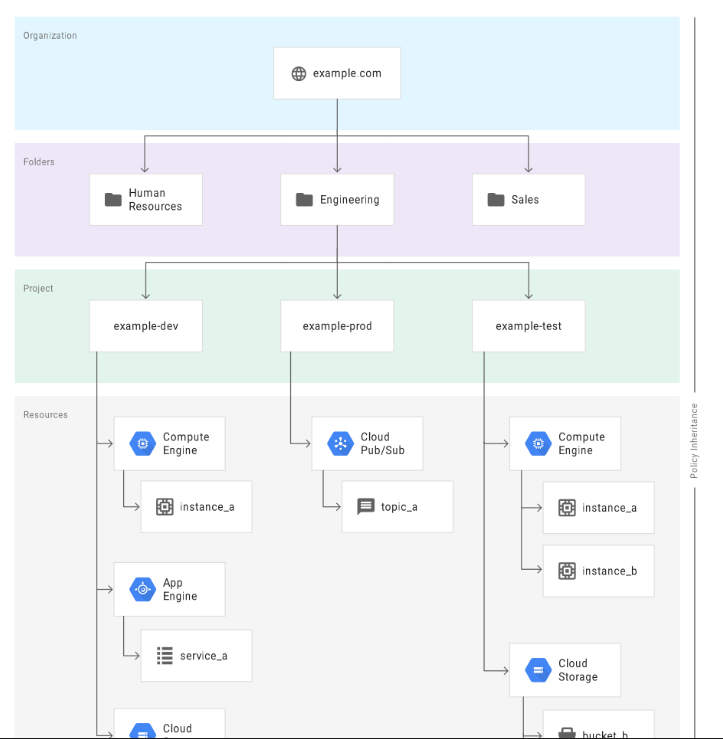 Organization
example.com
Folders
Human
Resources
Engineering
Sales
Project
example-dev
example-prod
example-test
Resources
Policy Inheritance
Compute
Engine
Cloud
Pub/Sub
Compute
Engine
instance_a
topic_a
instance_a
instance_b
App
Engine
service_a
Cloud
Storage
Cloud
bucket_b